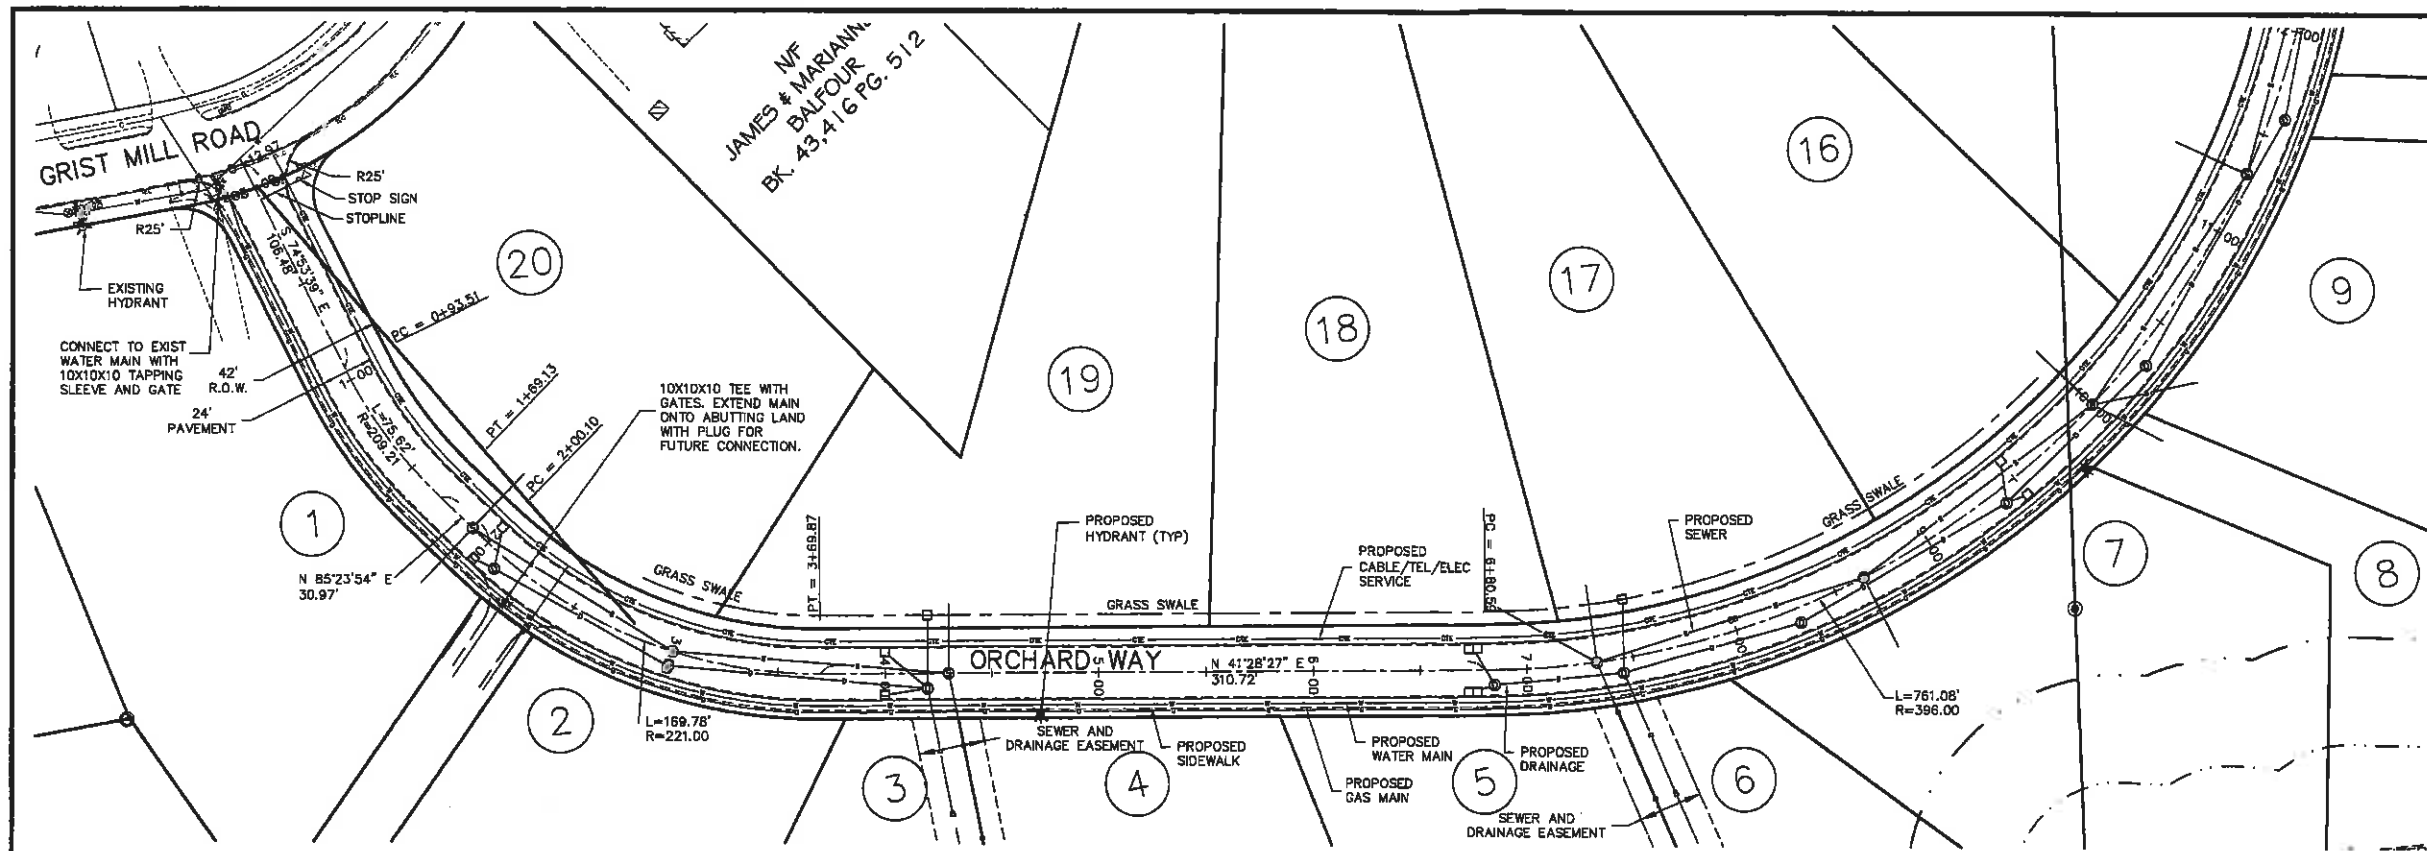 N/F
JAMES & MARIANN
BALFOUR
BK. 43,416 PG. 512
GRIST MILL ROAD
R25'
STOP SIGN
STOPLINE
R25'
EXISTING
HYDRANT
S 74°53'39" E
106.48'
CONNECT TO EXIST
WATER MAIN WITH
10X10X10 TAPPING
SLEEVE AND GATE
42'
R.O.W.
24'
PAVEMENT
1+00
PC = 0+93.51
PT = 1+69.13
PC = 2+00.10
L=75.62'
R=209.21
10X10X10 TEE WITH
GATES. EXTEND MAIN
ONTO ABUTTING LAND
WITH PLUG FOR
FUTURE CONNECTION.
N 85°23'54" E
30.97'
2+00
GRASS SWALE
PT = 3+69.87
L=169.78'
R=221.00
3
ORCHARD WAY
N 41°28'27" E
310.72'
GRASS SWALE
PROPOSED
HYDRANT (TYP)
PROPOSED
CABLE/TEL/ELEC
SERVICE
PC = 6+80.59
PROPOSED
SEWER
GRASS SWALE
SEWER AND
DRAINAGE EASEMENT
PROPOSED
SIDEWALK
PROPOSED
WATER MAIN
PROPOSED
GAS MAIN
PROPOSED
DRAINAGE
SEWER AND
DRAINAGE EASEMENT
L=761.08'
R=396.00
7+00
9+00
11+00
1
2
3
4
5
6
7
8
9
16
17
18
19
20